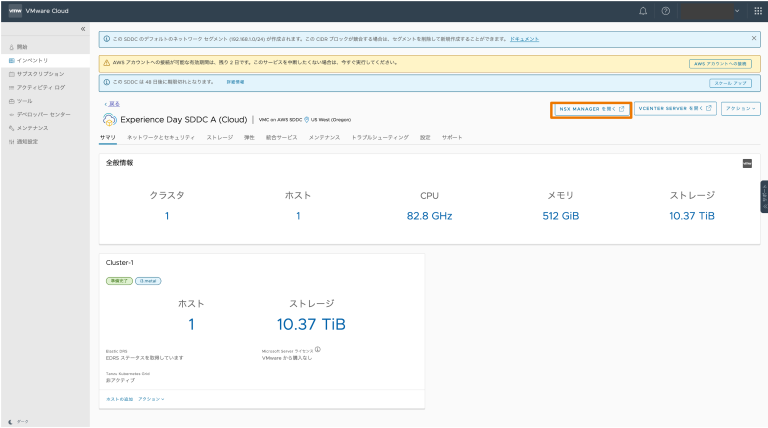 vmw VMware Cloud
«
開始
インベントリ
サブスクリプション
アクティビティ ログ
ツール
デベロッパー センター
メンテナンス
通知設定
ダーク
この SDDC のデフォルトのネットワーク セグメント (192.168.1.0/24) が作成されます。この CIDR ブロックが競合する場合は、セグメントを削除して新規作成することができます。 ドキュメント
AWS アカウントへの接続が可能な有効期間は、残り 2 日です。このサービスを中断したくない場合は、今すぐ実行してください。 AWS アカウントへの接続
この SDDC は 48 日後に期限切れとなります。 詳細情報 スケール アップ
‹ 戻る
NSX MANAGER を開く VCENTER SERVER を開く アクション
Experience Day SDDC A (Cloud) | VMC on AWS SDDC US West (Oregon)
サマリ ネットワークとセキュリティ ストレージ 弾性 統合サービス メンテナンス トラブルシューティング 設定 サポート
全般情報 vmw
クラスタ ホスト CPU メモリ ストレージ
1 1 82.8 GHz 512 GiB 10.37 TiB
Cluster-1
準備完了 i3.metal
ホスト ストレージ
1 10.37 TiB
Elastic DRS Microsoft Server ライセンス
EDRS ステータスを取得しています VMware から購入なし
Tanzu Kubernetes Grid
非アクティブ
ホストの追加 アクション